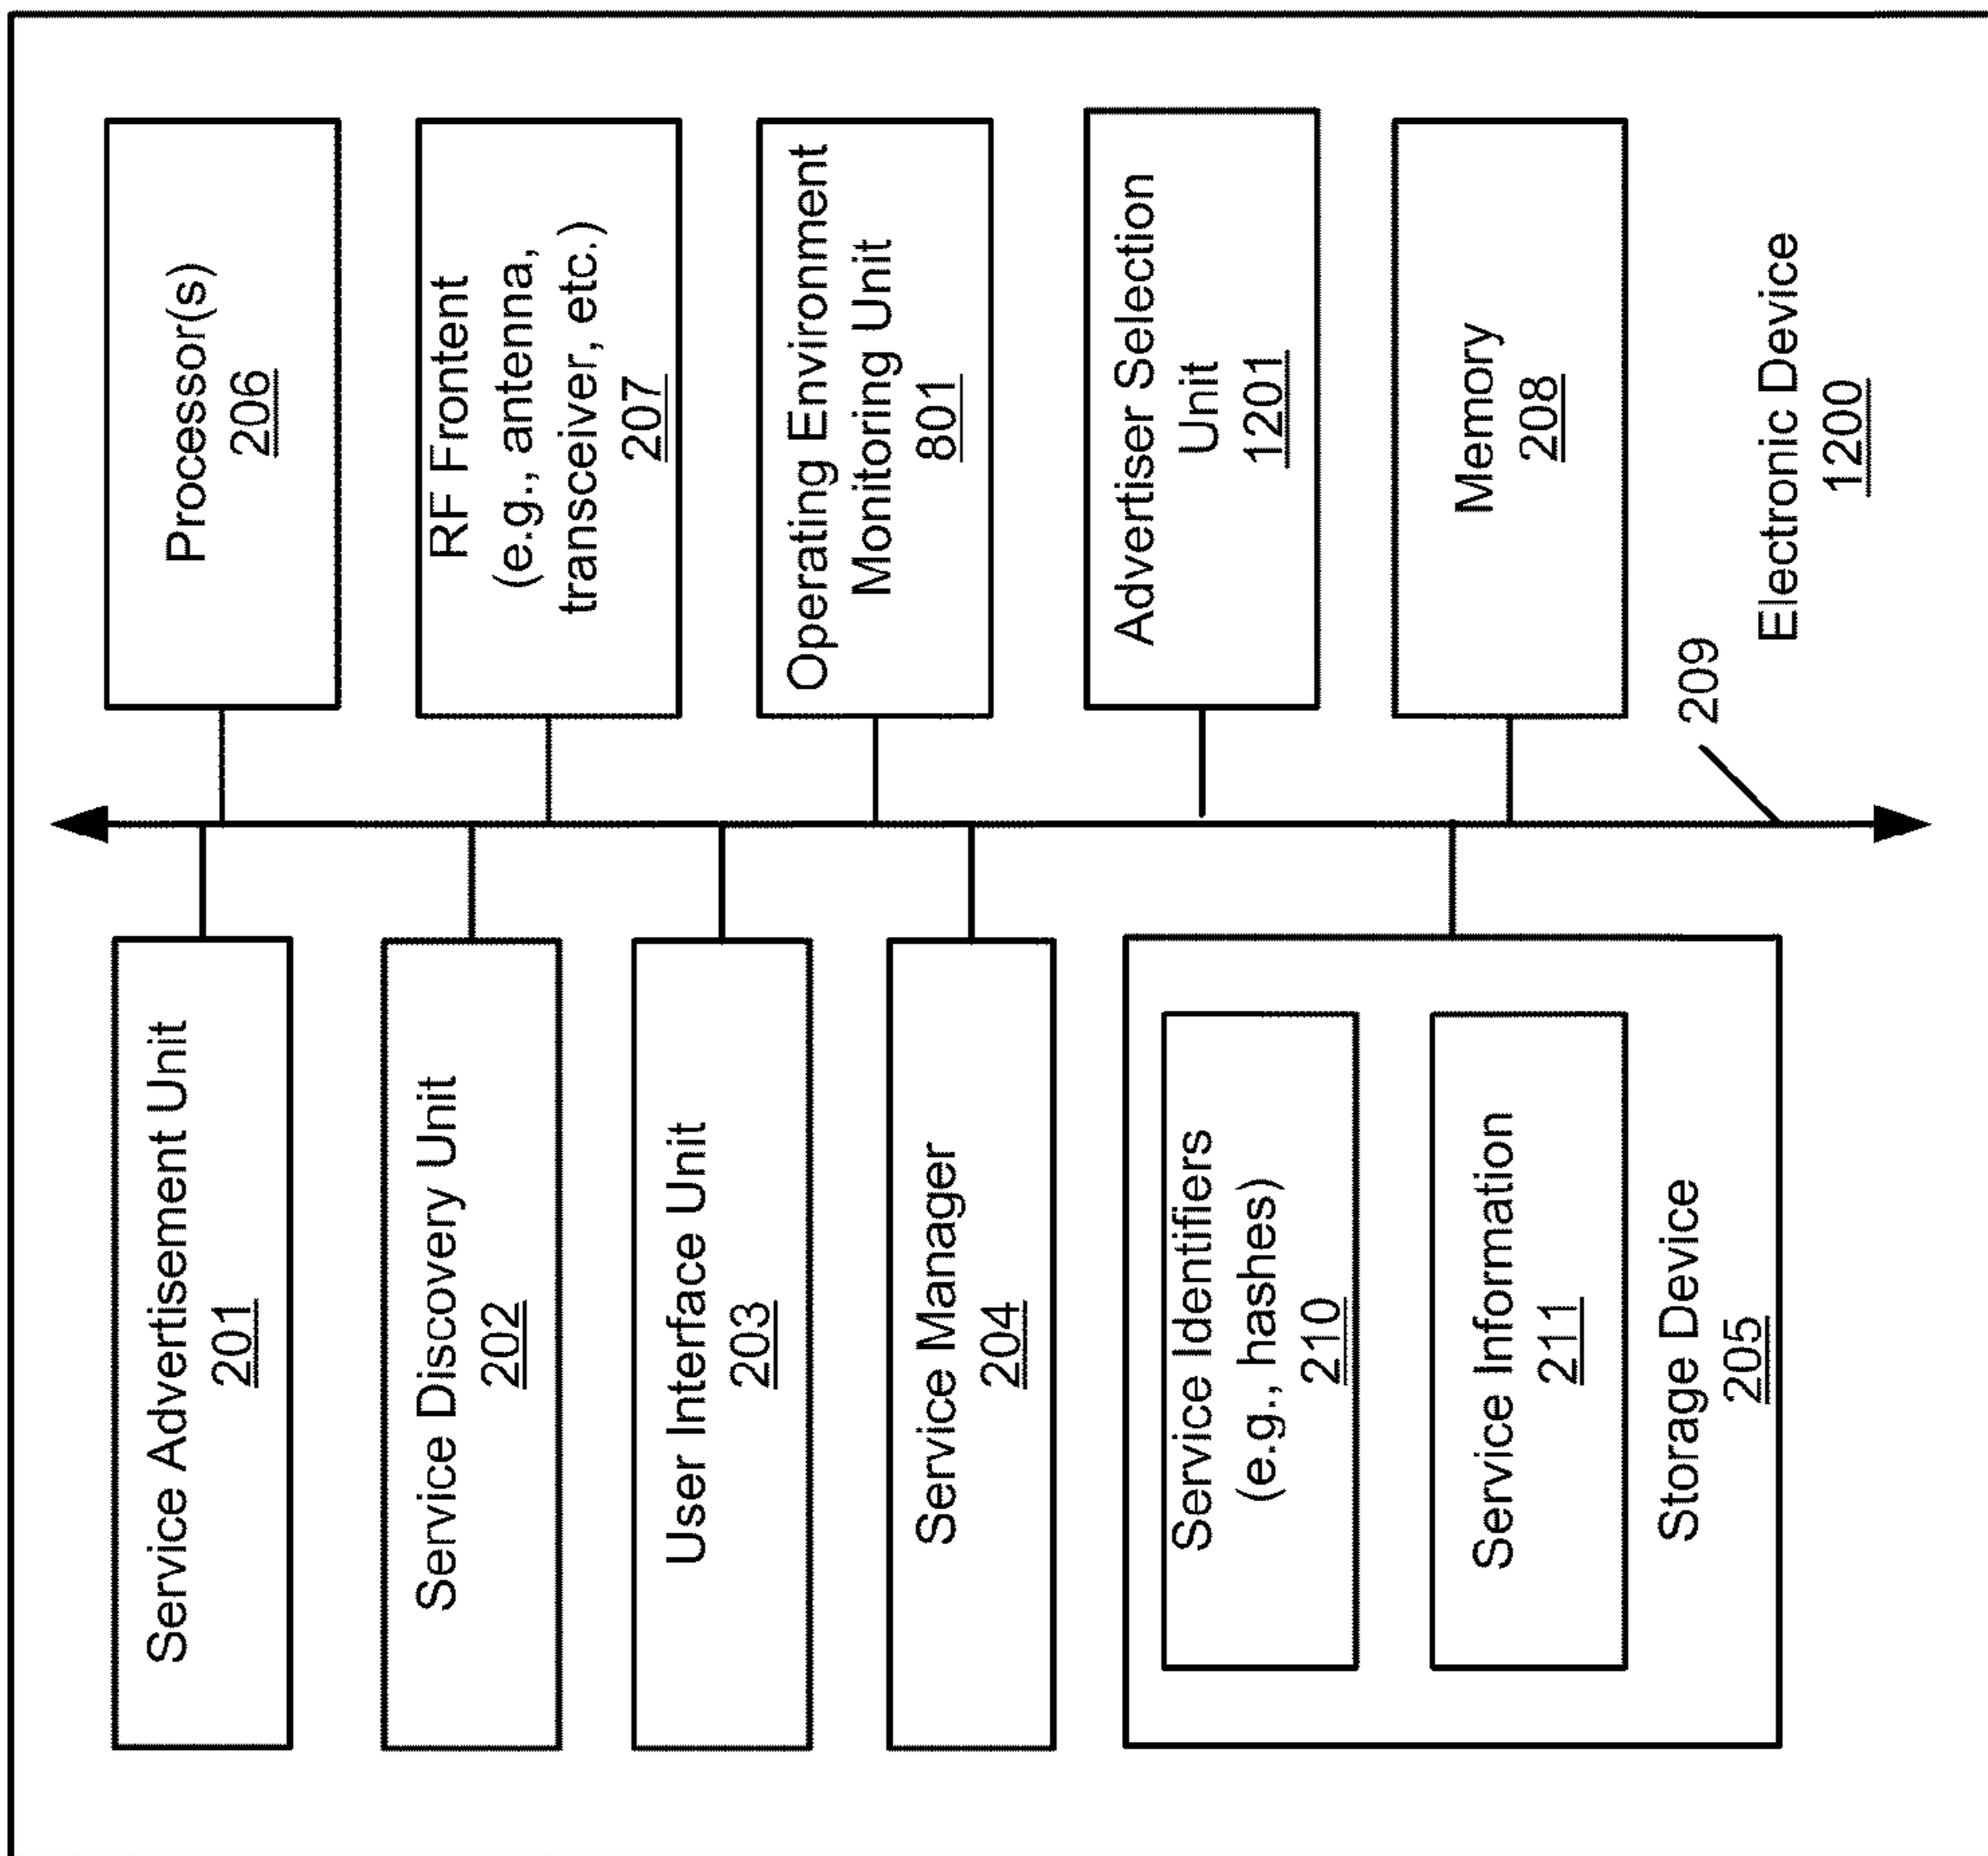 Service Advertisement Unit
201
Service Discovery Unit
202
User Interface Unit
203
Service Manager
204
Service Identifiers
(e.g., hashes)
210
Service Information
211
Storage Device
205
Processor(s)
206
RF Frontent
(e.g., antenna,
transceiver, etc.)
207
Operating Environment
Monitoring Unit
801
Advertiser Selection
Unit
1201
Memory
208
209
Electronic Device
1200